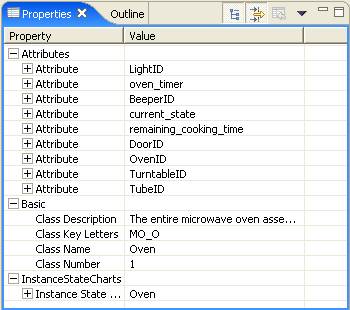 Properties Outline
Property Value
Attributes
Attribute LightID
Attribute oven_timer
Attribute BeeperID
Attribute current_state
Attribute remaining_cooking_time
Attribute DoorID
Attribute OvenID
Attribute TurntableID
Attribute TubeID
Basic
Class Description The entire microwave oven asse...
Class Key Letters MO_O
Class Name Oven
Class Number 1
InstanceStateCharts
Instance State ... Oven